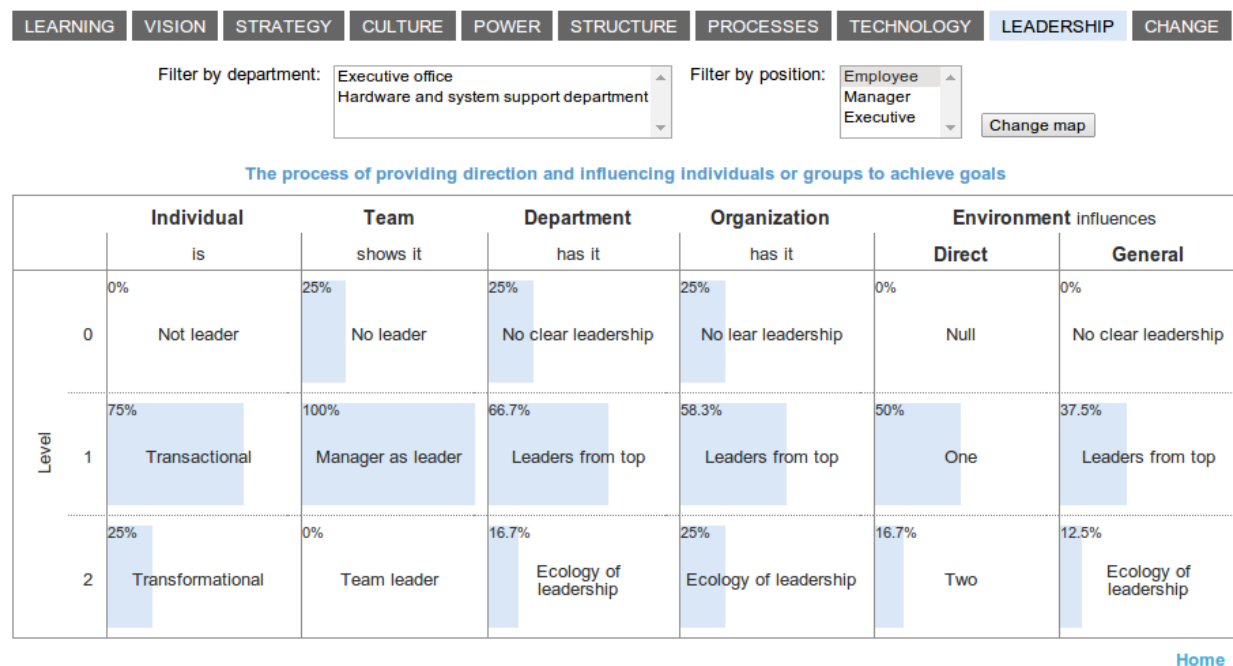 LEARNING VISION STRATEGY CULTURE POWER STRUCTURE PROCESSES TECHNOLOGY LEADERSHIP CHANGE
Filter by department: Executive office Filter by position: Employee
Hardware and system support department Manager
Executive Change map
The process of providing direction and influencing individuals or groups to achieve goals
Individual Team Department Organization Environment influences
is shows it has it has it Direct General
0% 25% 25% 25% 0% 0%
0 Not leader No leader No clear leadership No lear leadership Null No clear leadership
75% 100% 66.7% 58.3% 50% 37.5%
Level 1 Transactional Manager as leader Leaders from top Leaders from top One Leaders from top
25% 0% 16.7% 25% 16.7% 12.5%
2 Transformational Team leader Ecology of leadership Ecology of leadership Two Ecology of leadership
Home